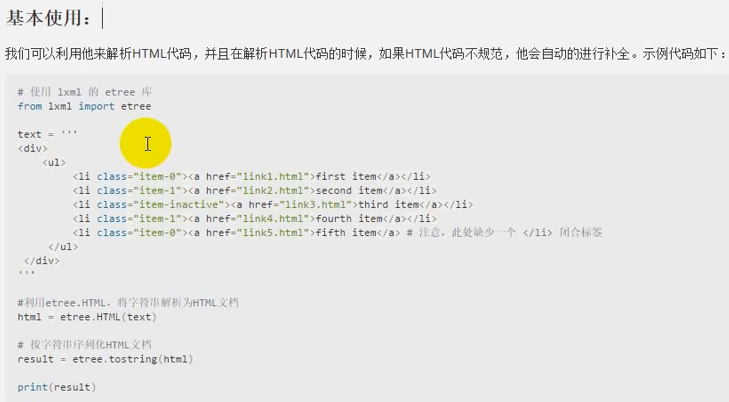 基本使用：
我们可以利用他来解析HTML代码，并且在解析HTML代码的时候，如果HTML代码不规范，他会自动的进行补全。示例代码如下：
# 使用 lxml 的 etree 库
from lxml import etree
text = '''
<div>
<ul>
<li class="item-0"><a href="link1.html">first item</a></li>
<li class="item-1"><a href="link2.html">second item</a></li>
<li class="item-inactive"><a href="link3.html">third item</a></li>
<li class="item-1"><a href="link4.html">fourth item</a></li>
<li class="item-0"><a href="link5.html">fifth item</a> # 注意，此处缺少一个 </li> 闭合标签
</ul>
</div>
'''
#利用etree.HTML，将字符串解析为HTML文档
html = etree.HTML(text)
# 按字符串序列化HTML文档
result = etree.tostring(html)
print(result)